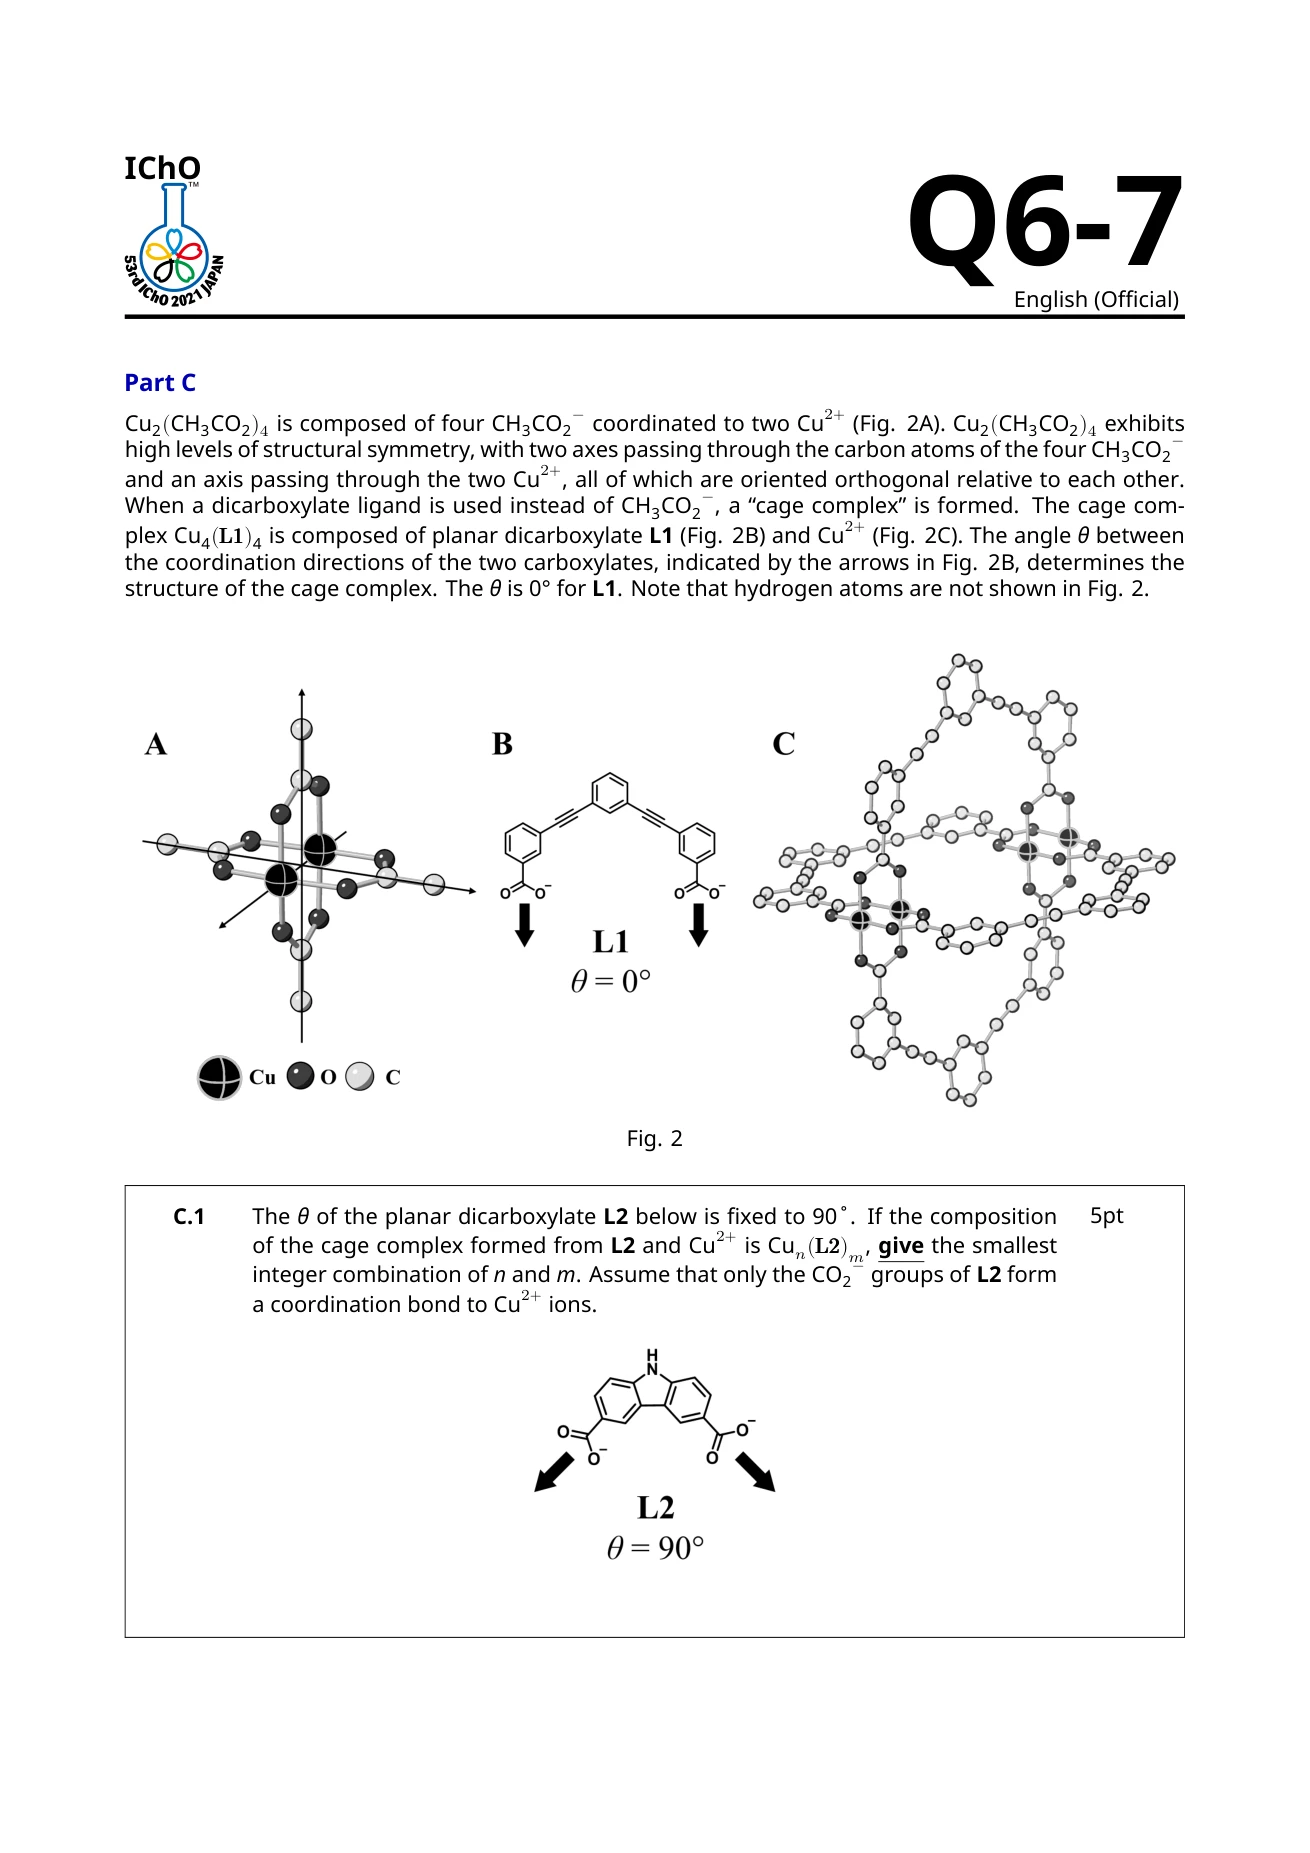 IChO
TM
53rd IChO 2021 JAPAN
Q6-7
English (Official)
Part C
Cu₂(CH₃CO₂)₄ is composed of four CH₃CO₂⁻ coordinated to two Cu²⁺ (Fig. 2A). Cu₂(CH₃CO₂)₄ exhibits
high levels of structural symmetry, with two axes passing through the carbon atoms of the four CH₃CO₂⁻
and an axis passing through the two Cu²⁺, all of which are oriented orthogonal relative to each other.
When a dicarboxylate ligand is used instead of CH₃CO₂⁻, a “cage complex” is formed. The cage com-
plex Cu₄(L1)₄ is composed of planar dicarboxylate L1 (Fig. 2B) and Cu²⁺ (Fig. 2C). The angle θ between
the coordination directions of the two carboxylates, indicated by the arrows in Fig. 2B, determines the
structure of the cage complex. The θ is 0° for L1. Note that hydrogen atoms are not shown in Fig. 2.
A
B
C
O O⁻ O O⁻
L1
θ = 0°
Cu O C
Fig. 2
C.1 The θ of the planar dicarboxylate L2 below is fixed to 90˚. If the composition 5pt
of the cage complex formed from L2 and Cu²⁺ is Cuₙ(L2)ₘ, give the smallest
integer combination of n and m. Assume that only the CO₂⁻ groups of L2 form
a coordination bond to Cu²⁺ ions.
H
N
O O⁻
O⁻ O
L2
θ = 90°